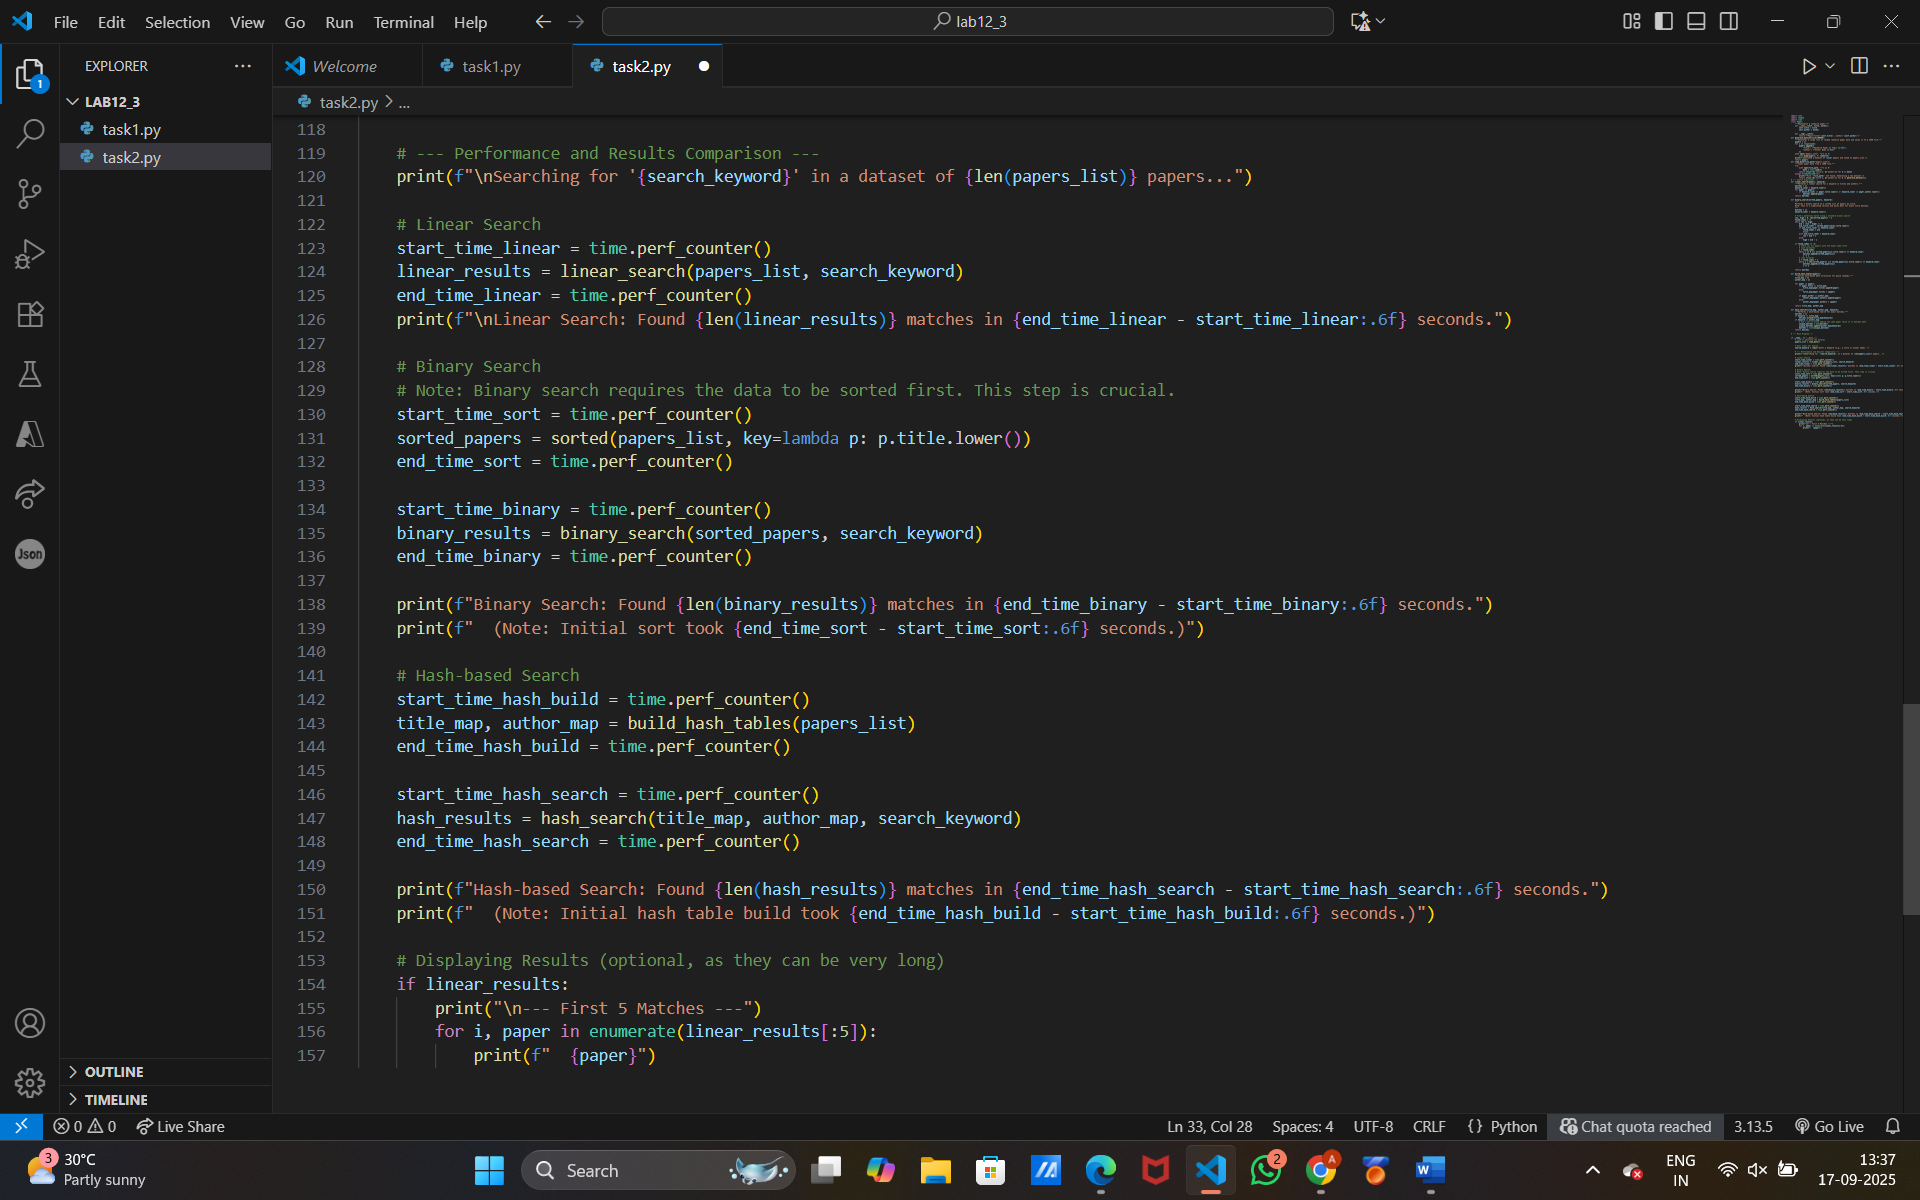 File Edit Selection View Go Run Terminal Help
lab12_3
EXPLORER
Welcome
task1.py
task2.py
1
LAB12_3
task1.py
task2.py
task2.py > ...
118
119 # --- Performance and Results Comparison ---
120 print(f"\nSearching for '{search_keyword}' in a dataset of {len(papers_list)} papers...")
121
122 # Linear Search
123 start_time_linear = time.perf_counter()
124 linear_results = linear_search(papers_list, search_keyword)
125 end_time_linear = time.perf_counter()
126 print(f"\nLinear Search: Found {len(linear_results)} matches in {end_time_linear - start_time_linear:.6f} seconds.")
127
128 # Binary Search
129 # Note: Binary search requires the data to be sorted first. This step is crucial.
130 start_time_sort = time.perf_counter()
131 sorted_papers = sorted(papers_list, key=lambda p: p.title.lower())
132 end_time_sort = time.perf_counter()
133
134 start_time_binary = time.perf_counter()
135 binary_results = binary_search(sorted_papers, search_keyword)
136 end_time_binary = time.perf_counter()
137
138 print(f"Binary Search: Found {len(binary_results)} matches in {end_time_binary - start_time_binary:.6f} seconds.")
139 print(f"  (Note: Initial sort took {end_time_sort - start_time_sort:.6f} seconds.)")
140
141 # Hash-based Search
142 start_time_hash_build = time.perf_counter()
143 title_map, author_map = build_hash_tables(papers_list)
144 end_time_hash_build = time.perf_counter()
145
146 start_time_hash_search = time.perf_counter()
147 hash_results = hash_search(title_map, author_map, search_keyword)
148 end_time_hash_search = time.perf_counter()
149
150 print(f"Hash-based Search: Found {len(hash_results)} matches in {end_time_hash_search - start_time_hash_search:.6f} seconds.")
151 print(f"  (Note: Initial hash table build took {end_time_hash_build - start_time_hash_build:.6f} seconds.)")
152
153 # Displaying Results (optional, as they can be very long)
154 if linear_results:
155 print("\n--- First 5 Matches ---")
156 for i, paper in enumerate(linear_results[:5]):
157 print(f"  {paper}")
Json
OUTLINE
TIMELINE
0 0 Live Share
Ln 33, Col 28 Spaces: 4 UTF-8 CRLF {} Python Chat quota reached 3.13.5 Go Live
3
30°C
Partly sunny
Search
2
A
ENG
IN
13:37
17-09-2025